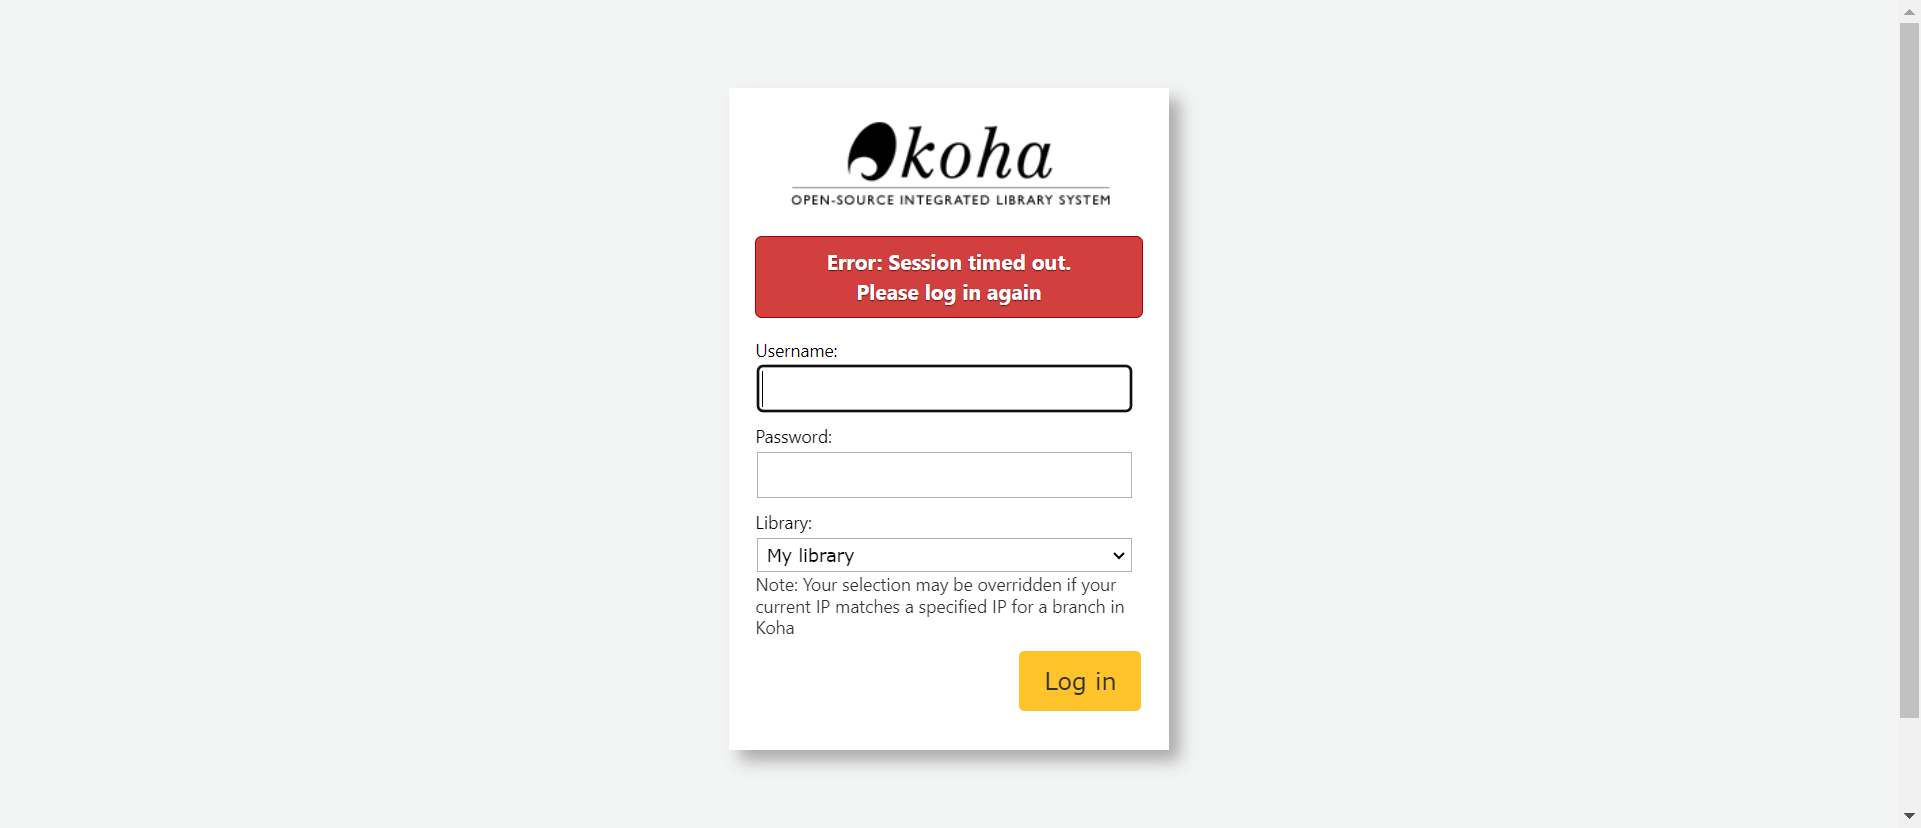 koha
OPEN-SOURCE INTEGRATED LIBRARY SYSTEM
Error: Session timed out.
Please log in again
Username:
Password:
Library:
My library
Note: Your selection may be overridden if your
current IP matches a specified IP for a branch in
Koha
Log in